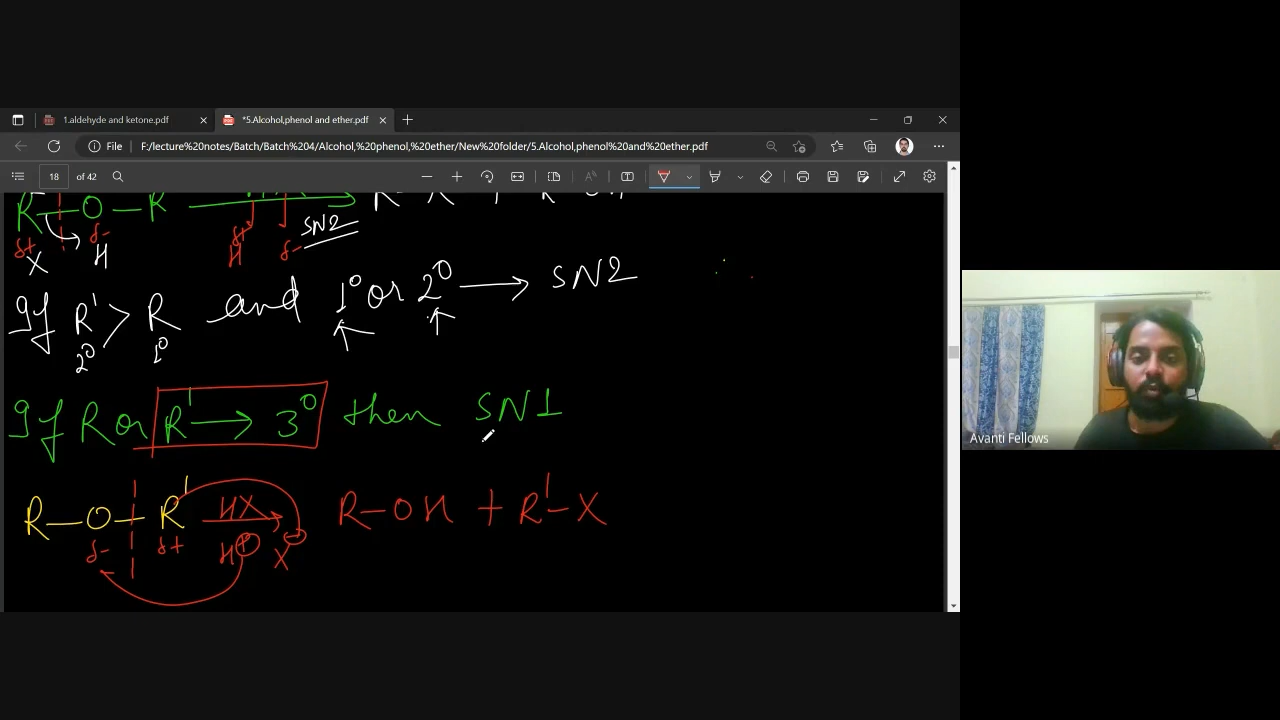 1.aldehyde and ketone.pdf
*5.Alcohol,phenol and ether.pdf
File
F:/lecture%20notes/Batch/Batch%204/Alcohol,%20phenol,%20ether/New%20folder/5.Alcohol,phenol%20and%20ether.pdf
18 of 42
R—O—R
SN2
δ+ δ- δ+ δ-
X H H
If R' > R and 1° or 2° → SN2
2° 1°
If R or R' → 3° then SN1
R—O—R' HX R—OH + R'—X
δ- δ+ H+ X-
Avanti Fellows